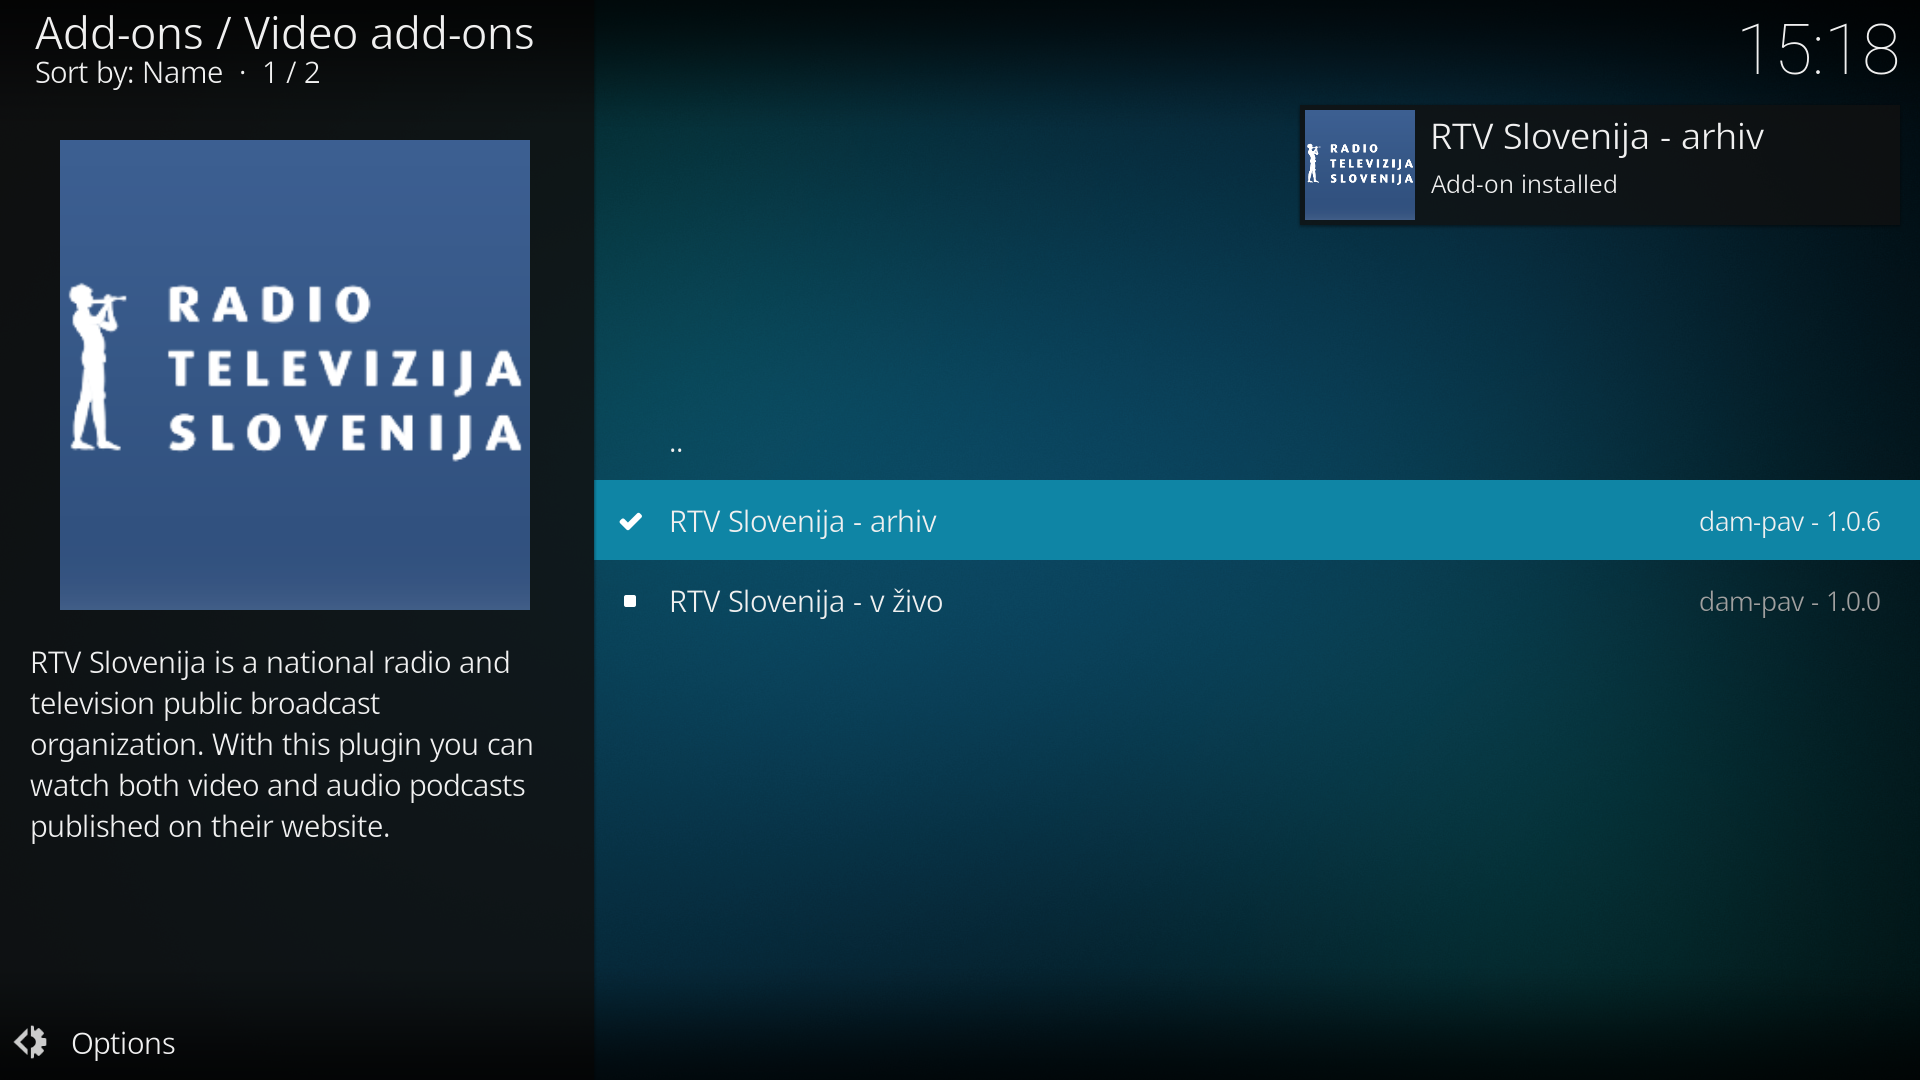 Add-ons / Video add-ons
Sort by: Name · 1 / 2
15:18
RADIO
TELEVIZIJA
SLOVENIJA
RTV Slovenija - arhiv
Add-on installed
RADIO
TELEVIZIJA
SLOVENIJA
..
RTV Slovenija - arhiv dam-pav - 1.0.6
RTV Slovenija - v živo dam-pav - 1.0.0
RTV Slovenija is a national radio and
television public broadcast
organization. With this plugin you can
watch both video and audio podcasts
published on their website.
Options